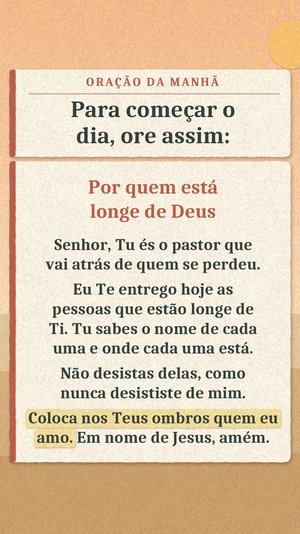 ORAÇÃO DA MANHÃ
Para começar o
dia, ore assim:
Por quem está
longe de Deus
Senhor, Tu és o pastor que
vai atrás de quem se perdeu.
Eu Te entrego hoje as
pessoas que estão longe de
Ti. Tu sabes o nome de cada
uma e onde cada uma está.
Não desistas delas, como
nunca desististe de mim.
Coloca nos Teus ombros quem eu
amo. Em nome de Jesus, amém.